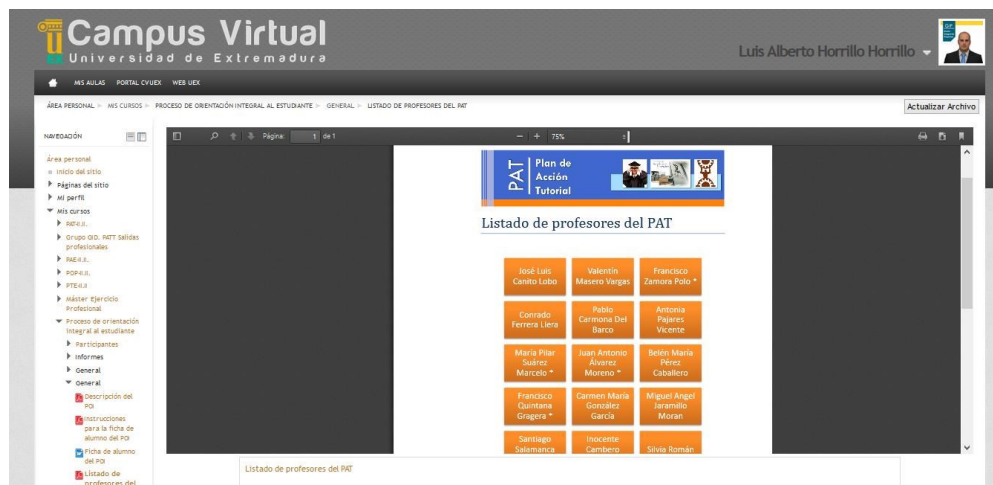 Campus Virtual
Universidad de Extremadura
Luis Alberto Horrillo Horrillo
MIS AULAS PORTAL CVUEX WEB UEX
ÁREA PERSONAL MIS CURSOS PROCESO DE ORIENTACIÓN INTEGRAL AL ESTUDIANTE GENERAL LISTADO DE PROFESORES DEL PAT
Actualizar Archivo
NAVEGACIÓN
Área personal
Inicio del sitio
Páginas del sitio
Mi perfil
Mis cursos
PAT-I.II.
Grupo GID. PATT Salidas
profesionales
PAE-I.II.
POP-I.II.
PTE-I.II
Máster Ejercicio
Profesional
Proceso de orientación
integral al estudiante
Participantes
Informes
General
General
Descripción del
POI
Instrucciones
para la ficha de
alumno del POI
Ficha de alumno
del POI
Listado de
profesores del
Página: 1 de 1
75%
PAT
Plan de
Acción
Tutorial
Listado de profesores del PAT
José Luis
Canito Lobo
Valentín
Masero Vargas
Francisco
Zamora Polo *
Conrado
Ferrera Llera
Pablo
Carmona Del
Barco
Antonia
Pajares
Vicente
María Pilar
Suárez
Marcelo *
Juan Antonio
Álvarez
Moreno *
Belén María
Pérez
Caballero
Francisco
Quintana
Gragera *
Carmen María
González
García
Miguel Angel
Jaramillo
Moran
Santiago
Salamanca
Inocente
Cambero
Silvia Román
Listado de profesores del PAT